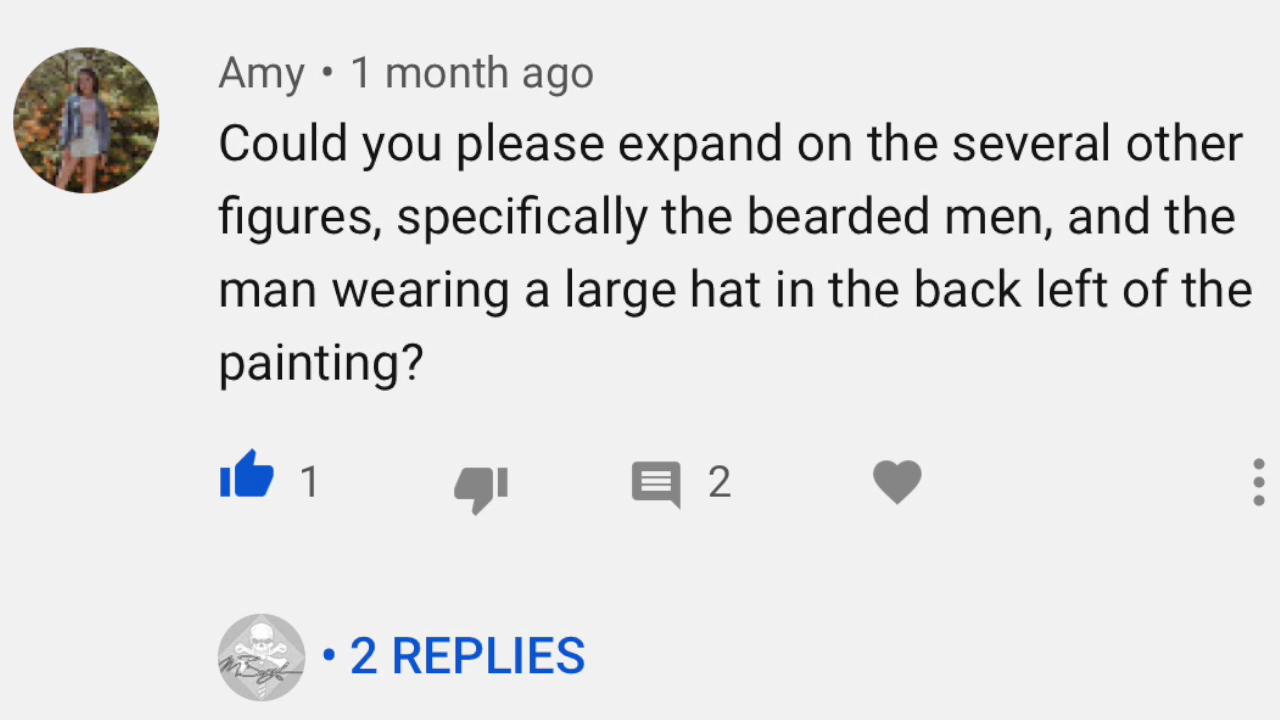 Amy • 1 month ago
Could you please expand on the several other
figures, specifically the bearded men, and the
man wearing a large hat in the back left of the
painting?
1
2
• 2 REPLIES